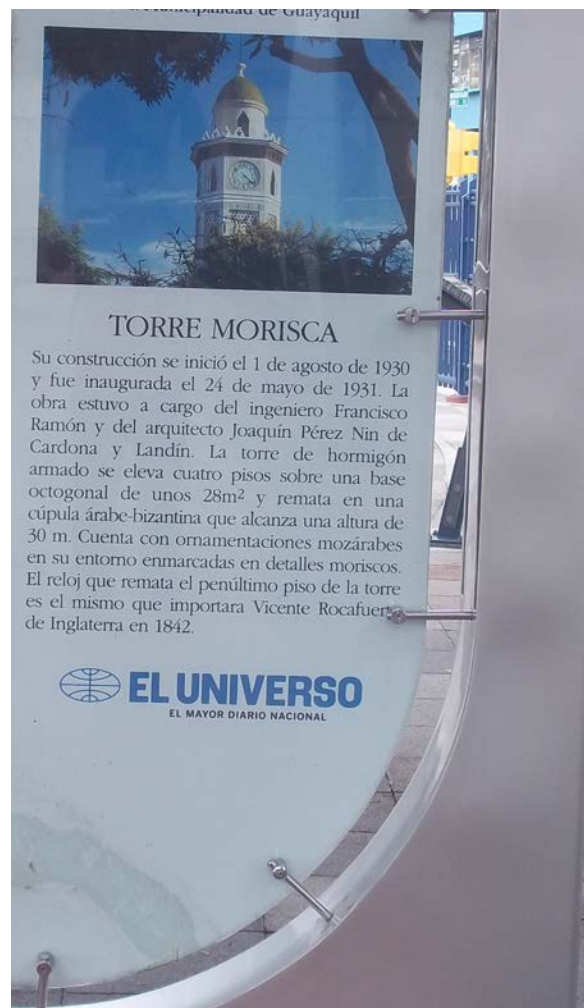 Municipalidad de Guayaquil
TORRE MORISCA
Su construcción se inició el 1 de agosto de 1930
y fue inaugurada el 24 de mayo de 1931. La
obra estuvo a cargo del ingeniero Francisco
Ramón y del arquitecto Joaquín Pérez Nin de
Cardona y Landín. La torre de hormigón
armado se eleva cuatro pisos sobre una base
octogonal de unos 28m² y remata en una
cúpula árabe-bizantina que alcanza una altura de
30 m. Cuenta con ornamentaciones mozárabes
en su entorno enmarcadas en detalles moriscos.
El reloj que remata el penúltimo piso de la torre
es el mismo que importara Vicente Rocafuert
de Inglaterra en 1842.
EL UNIVERSO
EL MAYOR DIARIO NACIONAL